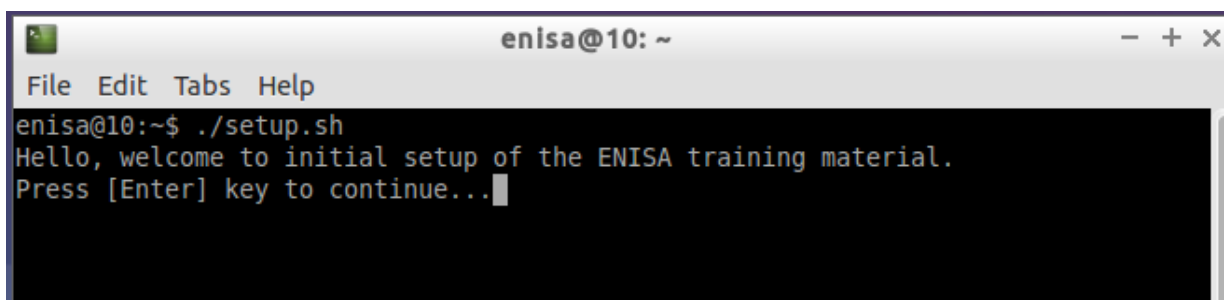 enisa@10: ~
File Edit Tabs Help
enisa@10:~$ ./setup.sh
Hello, welcome to initial setup of the ENISA training material.
Press [Enter] key to continue...